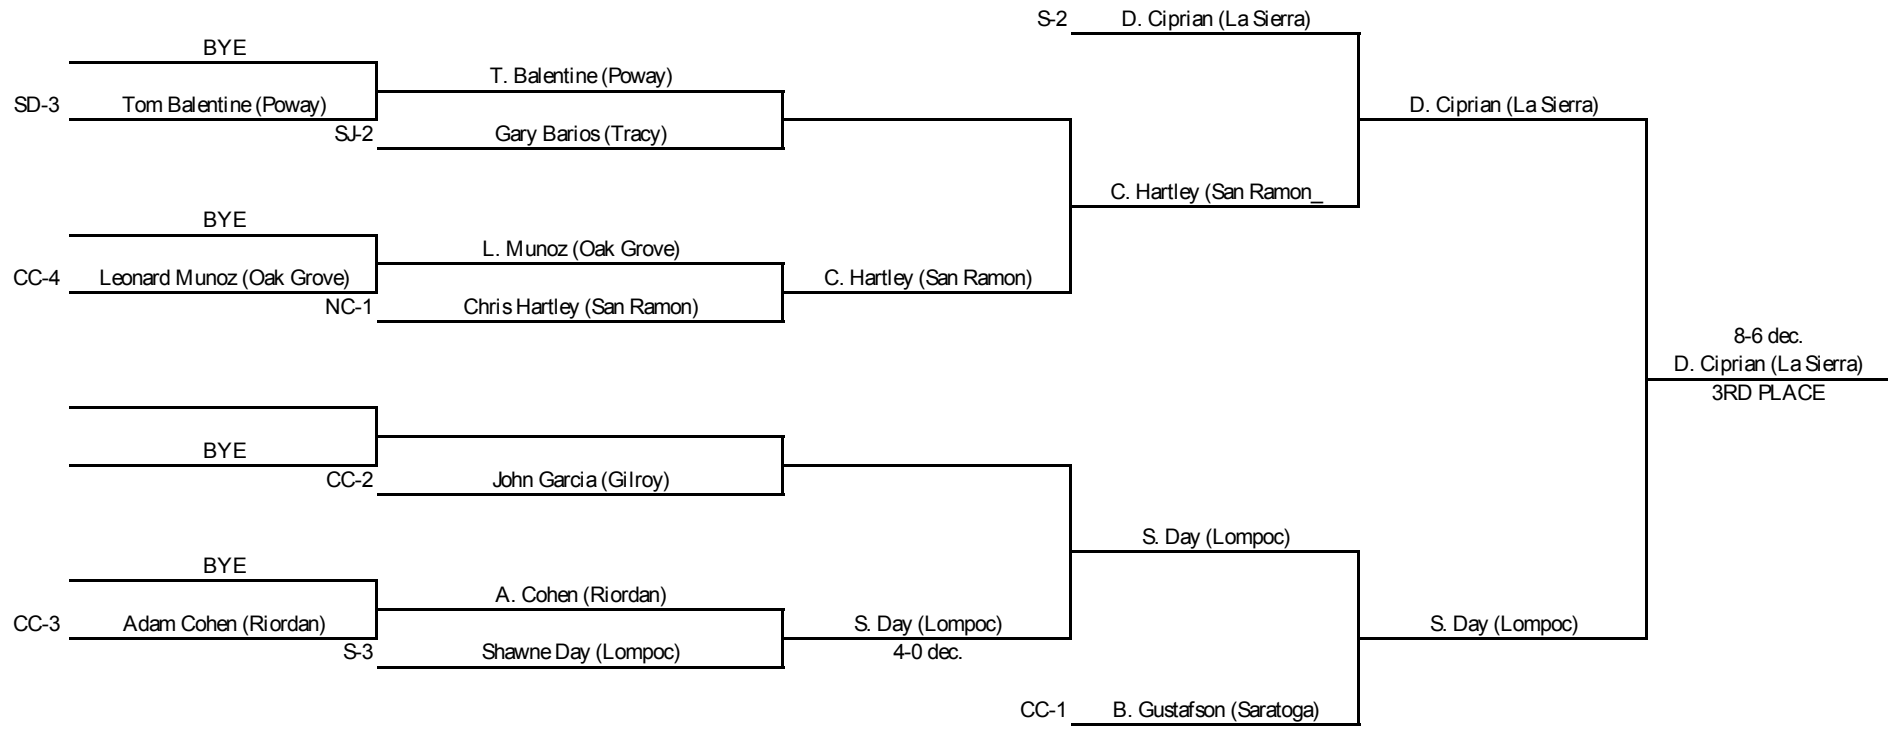 S-2 D. Ciprian (La Sierra)
BYE
T. Balentine (Poway)
SD-3 Tom Balentine (Poway)
D. Ciprian (La Sierra)
SJ-2 Gary Barios (Tracy)
C. Hartley (San Ramon_
BYE
L. Munoz (Oak Grove)
CC-4 Leonard Munoz (Oak Grove)
C. Hartley (San Ramon)
NC-1 Chris Hartley (San Ramon)
8-6 dec.
D. Ciprian (La Sierra)
3RD PLACE
BYE
CC-2 John Garcia (Gilroy)
S. Day (Lompoc)
BYE
A. Cohen (Riordan)
CC-3 Adam Cohen (Riordan)
S. Day (Lompoc)
S. Day (Lompoc)
S-3 Shawne Day (Lompoc)
4-0 dec.
CC-1 B. Gustafson (Saratoga)